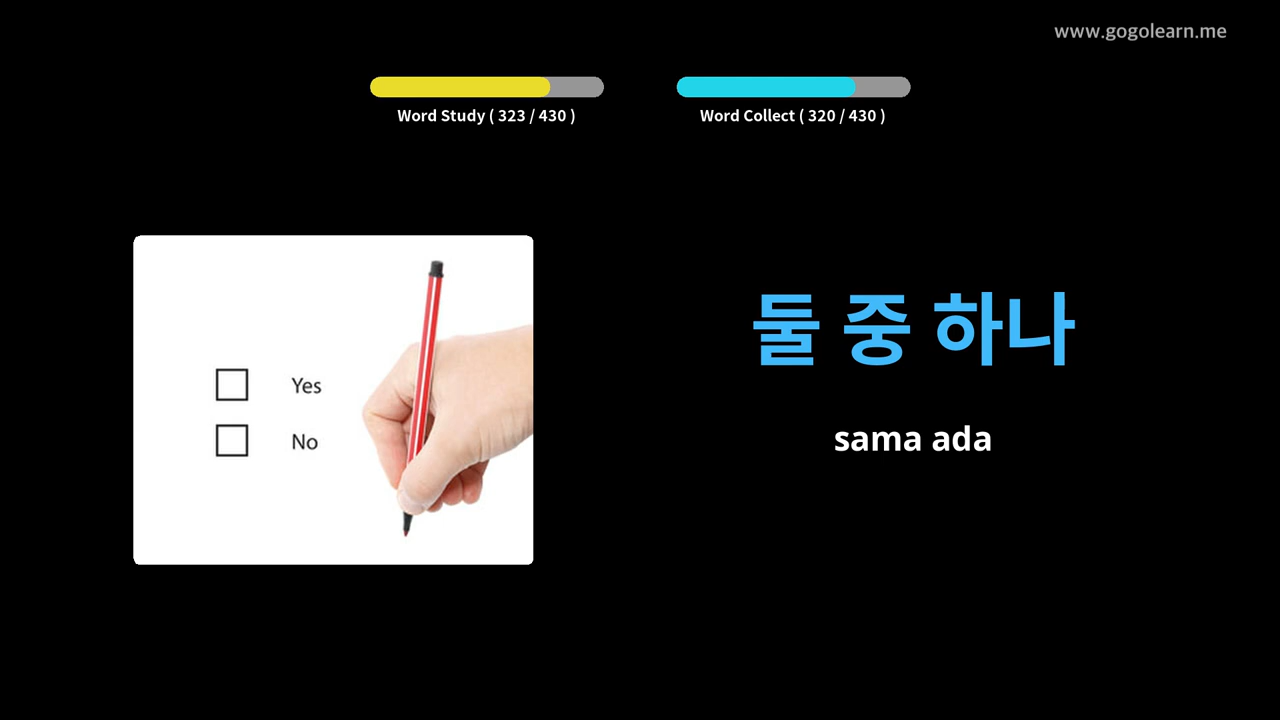 www.gogolearn.me
Word Study ( 323 / 430 )
Word Collect ( 320 / 430 )
Yes
No
둘 중 하나
sama ada